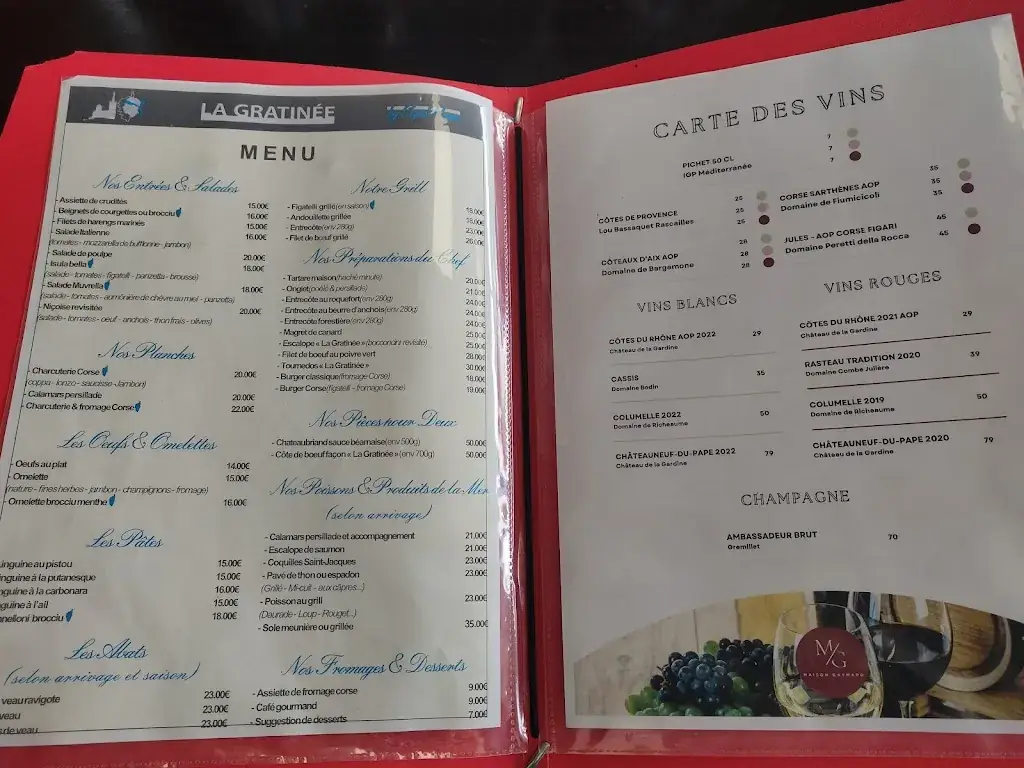 LA GRATINÉE
MENU
Nos Entrées & Salades
- Assiette de crudités 15.00€
- Beignets de courgettes ou brocciu 16.00€
- Filets de harengs marinés 15.00€
- Salade Italienne 16.00€
(tomates - mozzarella de bufflonne - jambon)
- Salade de poulpe 20.00€
- Isula bella 18.00€
(salade - tomates - figatelli - panzetta - brousse)
- Salade Muvrella 18.00€
(salade - tomates - aumônière de chèvre au miel - panzetta)
- Niçoise revisitée 20.00€
(salade - tomates - oeuf - anchois - thon frais - olives)
Nos Planches
- Charcuterie Corse 20.00€
(coppa - lonzo - saucisse - Jambon)
- Calamars persillade 20.00€
- Charcuterie & fromage Corse 22.00€
Les Oeufs & Omelettes
- Oeufs au plat 14.00€
- Omelette 15.00€
(nature - fines herbes - jambon - champignons - fromage)
- Omelette brocciu menthe 16.00€
Les Pâtes
inguine au pistou 15.00€
inguine à la putanesque 15.00€
nguine à la carbonara 16.00€
nguine à l'ail 15.00€
nnelloni brocciu 18.00€
Les Abats
(selon arrivage et saison)
veau ravigote 23.00€
veau 23.00€
s de veau 23.00€
Notre Grill
- Figatelli grillé (en saison) 18.00€
- Andouillette grillée 18.00€
- Entrecôte (env 280g) 23.00€
- Filet de bœuf grillé 26.00€
Nos Préparations du Chef
- Tartare maison (haché minute) 20.00€
- Onglet (poêlé & persillade) 21.00€
- Entrecôte au roquefort (env 280g) 24.00€
- Entrecôte au beurre d'anchois (env 280g) 24.00€
- Entrecôte forestière (env 280g) 24.00€
- Magret de canard 25.00€
- Escalope « La Gratinée » (bocconcini revisité) 25.00€
- Filet de bœuf au poivre vert 28.00€
- Tournedos « La Gratinée » 30.00€
- Burger classique (fromage Corse) 18.00€
- Burger Corse (figatelli - fromage Corse) 19.00€
Nos Pièces pour Deux
- Chateaubriand sauce béarnaise (env 500g) 50.00€
- Côte de boeuf façon « La Gratinée » (env 700g) 50.00€
Nos Poissons & Produits de la Mer
(selon arrivage)
- Calamars persillade et accompagnement 21.00€
- Escalope de saumon 21.00€
- Coquilles Saint-Jacques 23.00€
- Pavé de thon ou espadon 23.00€
(Grillé - Mi-cuit - aux câpres...)
- Poisson au grill 23.00€
(Daurade - Loup - Rouget...)
- Sole meunière ou grillée 35.00€
Nos Fromages & Desserts
- Assiette de fromage corse 9.00€
- Café gourmand 9.00€
- Suggestion de desserts 7.00€
CARTE DES VINS
7
PICHET 50 CL 7
IGP Méditerranée 7
25
CÔTES DE PROVENCE 25
Lou Bassaquet Rascailles 25
28
CÔTEAUX D'AIX AOP 28
Domaine de Bargemone 28
35
CORSE SARTHÈNES AOP 35
Domaine de Fiumicicoli 35
45
JULES - AOP CORSE FIGARI
Domaine Peretti della Rocca 45
VINS BLANCS
CÔTES DU RHÔNE AOP 2022 29
Château de la Gardine
CASSIS 35
Domaine Bodin
COLUMELLE 2022 50
Domaine de Richeaume
CHÂTEAUNEUF-DU-PAPE 2022 79
Château de la Gardine
VINS ROUGES
CÔTES DU RHÔNE 2021 AOP 29
Château de la Gardine
RASTEAU TRADITION 2020 39
Domaine Combe Julière
COLUMELLE 2019 50
Domaine de Richeaume
CHÂTEAUNEUF-DU-PAPE 2020 79
Château de la Gardine
CHAMPAGNE
AMBASSADEUR BRUT 70
Gremillet
M/G
MAISON GAYMARD